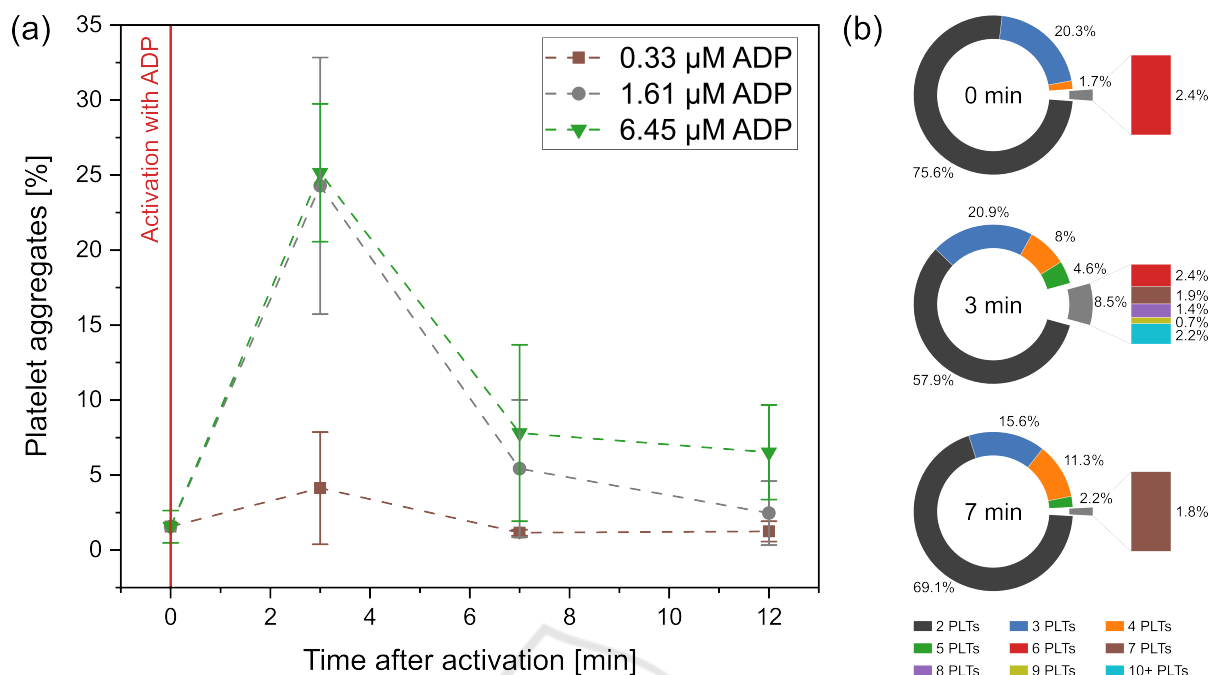 (a)
35
30
25
20
15
10
5
0
Platelet aggregates [%]
Activation with ADP
0.33 µM ADP
1.61 µM ADP
6.45 µM ADP
0 2 4 6 8 10 12
Time after activation [min]
(b)
20.3%
1.7%
2.4%
0 min
75.6%
20.9%
8%
4.6%
8.5%
2.4%
1.9%
1.4%
0.7%
2.2%
3 min
57.9%
15.6%
11.3%
2.2%
1.8%
7 min
69.1%
2 PLTs 3 PLTs 4 PLTs
5 PLTs 6 PLTs 7 PLTs
8 PLTs 9 PLTs 10+ PLTs